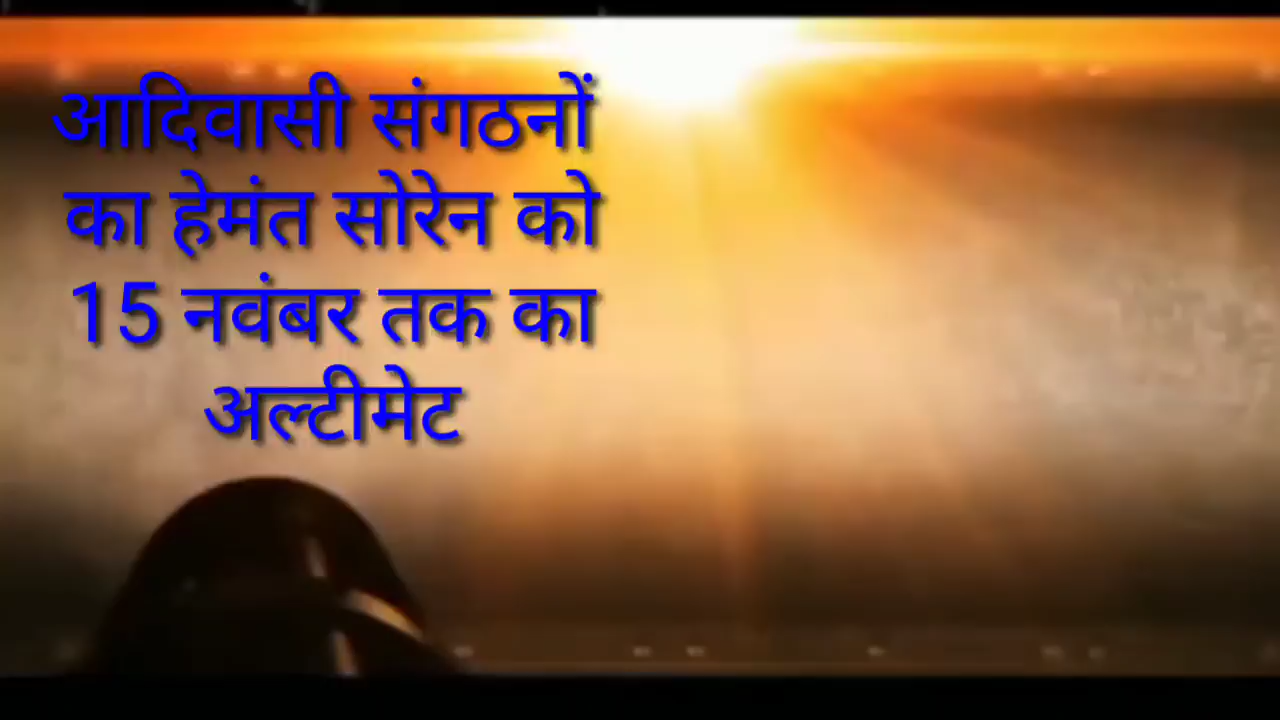 आदिवासी संगठनों
का हेमंत सोरेन को
15 नवंबर तक का
अल्टीमेट